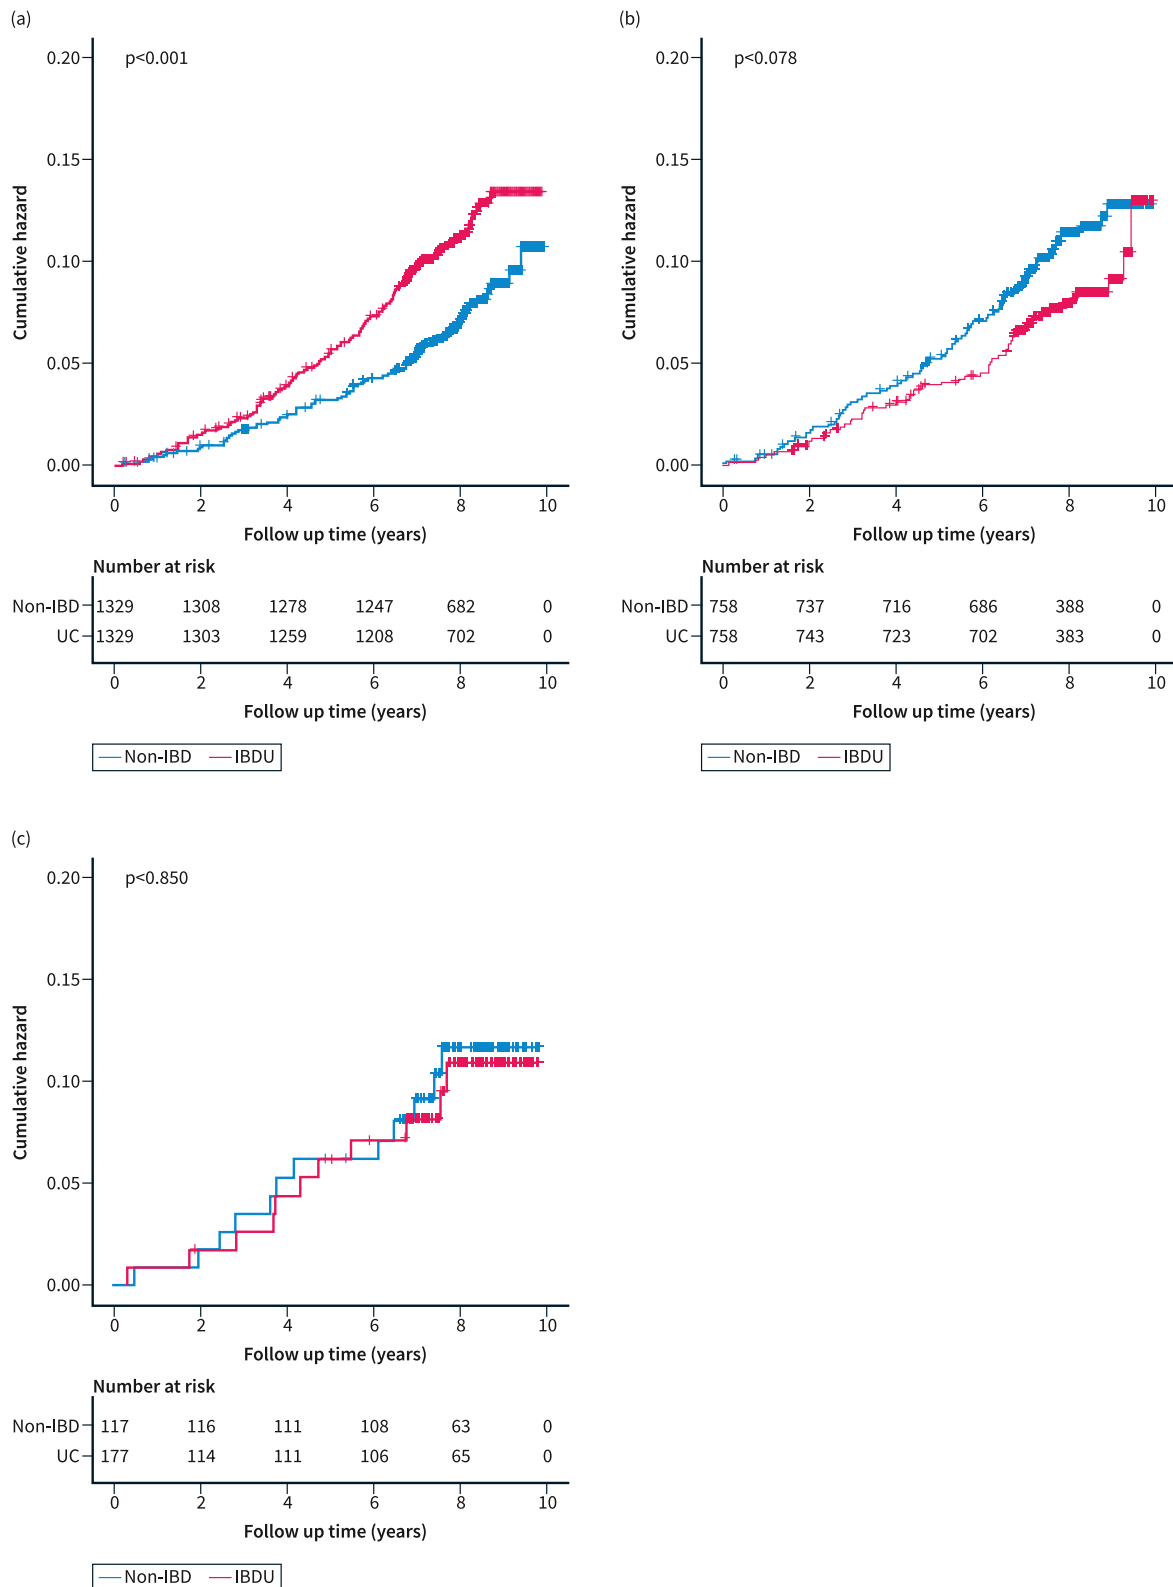 (a)
p<0.001
0.20
0.15
0.10
0.05
0.00
Cumulative hazard
0 2 4 6 8 10
Follow up time (years)
Number at risk
Non-IBD 1329 1308 1278 1247 682 0
UC 1329 1303 1259 1208 702 0
0 2 4 6 8 10
Follow up time (years)
Non-IBD IBDU
(b)
p<0.078
0.20
0.15
0.10
0.05
0.00
Cumulative hazard
0 2 4 6 8 10
Follow up time (years)
Number at risk
Non-IBD 758 737 716 686 388 0
UC 758 743 723 702 383 0
0 2 4 6 8 10
Follow up time (years)
Non-IBD IBDU
(c)
p<0.850
0.20
0.15
0.10
0.05
0.00
Cumulative hazard
0 2 4 6 8 10
Follow up time (years)
Number at risk
Non-IBD 117 116 111 108 63 0
UC 177 114 111 106 65 0
0 2 4 6 8 10
Follow up time (years)
Non-IBD IBDU